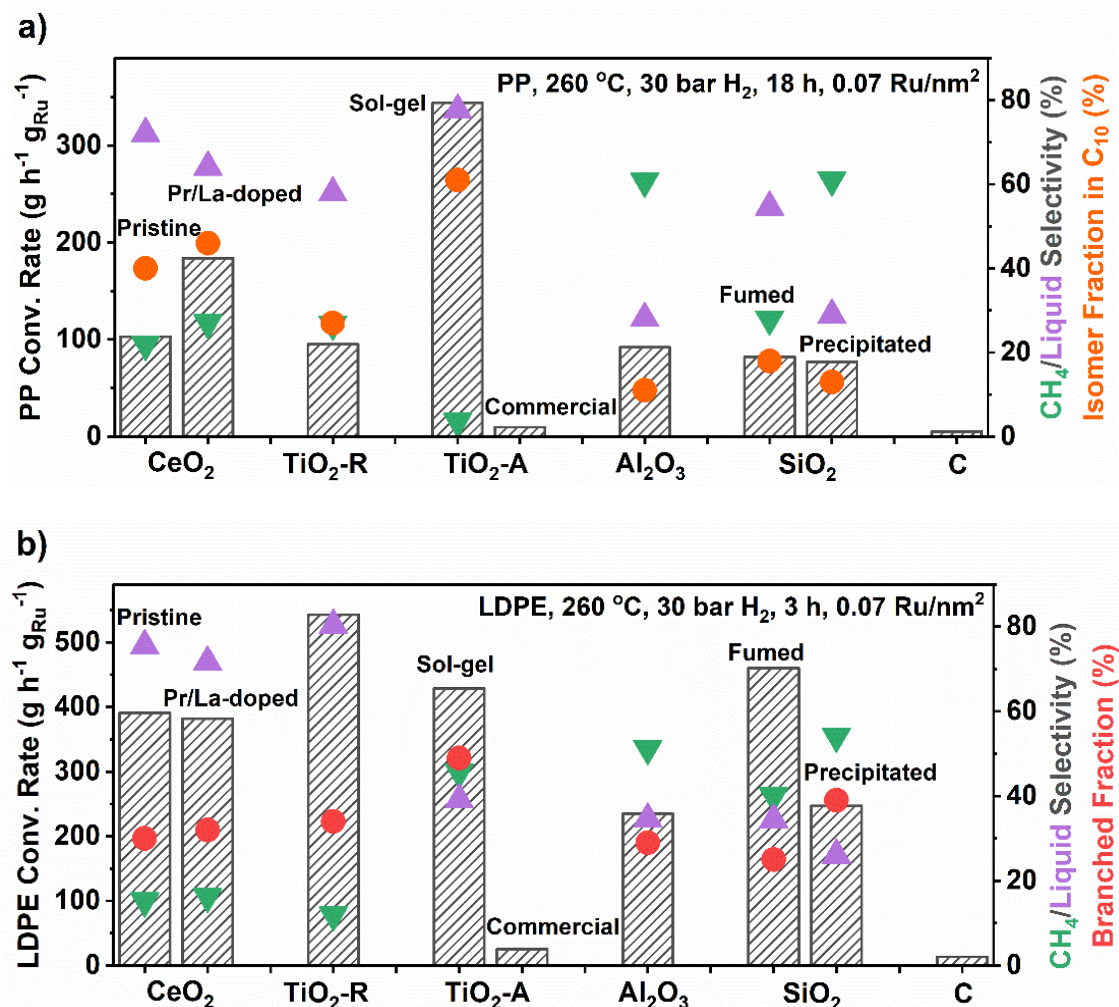 a)
PP, 260 °C, 30 bar H₂, 18 h, 0.07 Ru/nm²
PP Conv. Rate (g h⁻¹ g_Ru⁻¹)
300
200
100
0
Sol-gel
Pr/La-doped
Pristine
Fumed
Precipitated
Commercial
80
60
40
20
0
CH₄/Liquid Selectivity (%)
Isomer Fraction in C₁₀ (%)
CeO₂ TiO₂-R TiO₂-A Al₂O₃ SiO₂ C
b)
LDPE, 260 °C, 30 bar H₂, 3 h, 0.07 Ru/nm²
LDPE Conv. Rate (g h⁻¹ g_Ru⁻¹)
500
400
300
200
100
0
Pristine
Fumed
Sol-gel
Pr/La-doped
Precipitated
Commercial
80
60
40
20
0
CH₄/Liquid Selectivity (%)
Branched Fraction (%)
CeO₂ TiO₂-R TiO₂-A Al₂O₃ SiO₂ C